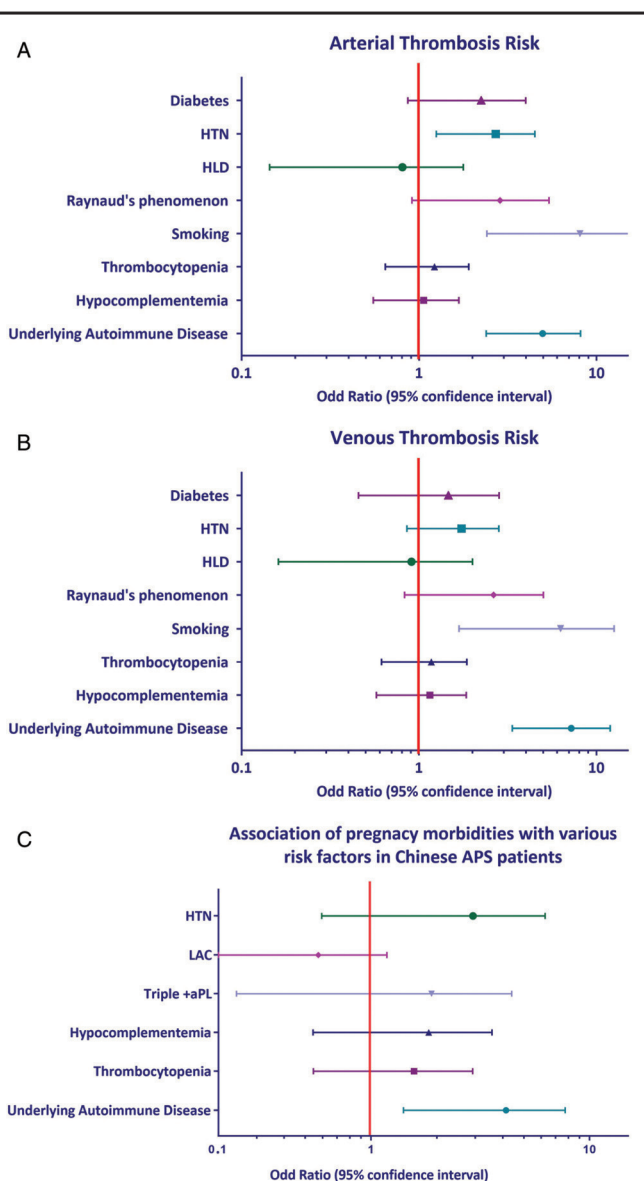 A
Arterial Thrombosis Risk
Diabetes
HTN
HLD
Raynaud's phenomenon
Smoking
Thrombocytopenia
Hypocomplementemia
Underlying Autoimmune Disease
0.1 1 10
Odd Ratio (95% confidence interval)
B
Venous Thrombosis Risk
Diabetes
HTN
HLD
Raynaud's phenomenon
Smoking
Thrombocytopenia
Hypocomplementemia
Underlying Autoimmune Disease
0.1 1 10
Odd Ratio (95% confidence interval)
C
Association of pregnacy morbidities with various
risk factors in Chinese APS patients
HTN
LAC
Triple +aPL
Hypocomplementemia
Thrombocytopenia
Underlying Autoimmune Disease
0.1 1 10
Odd Ratio (95% confidence interval)